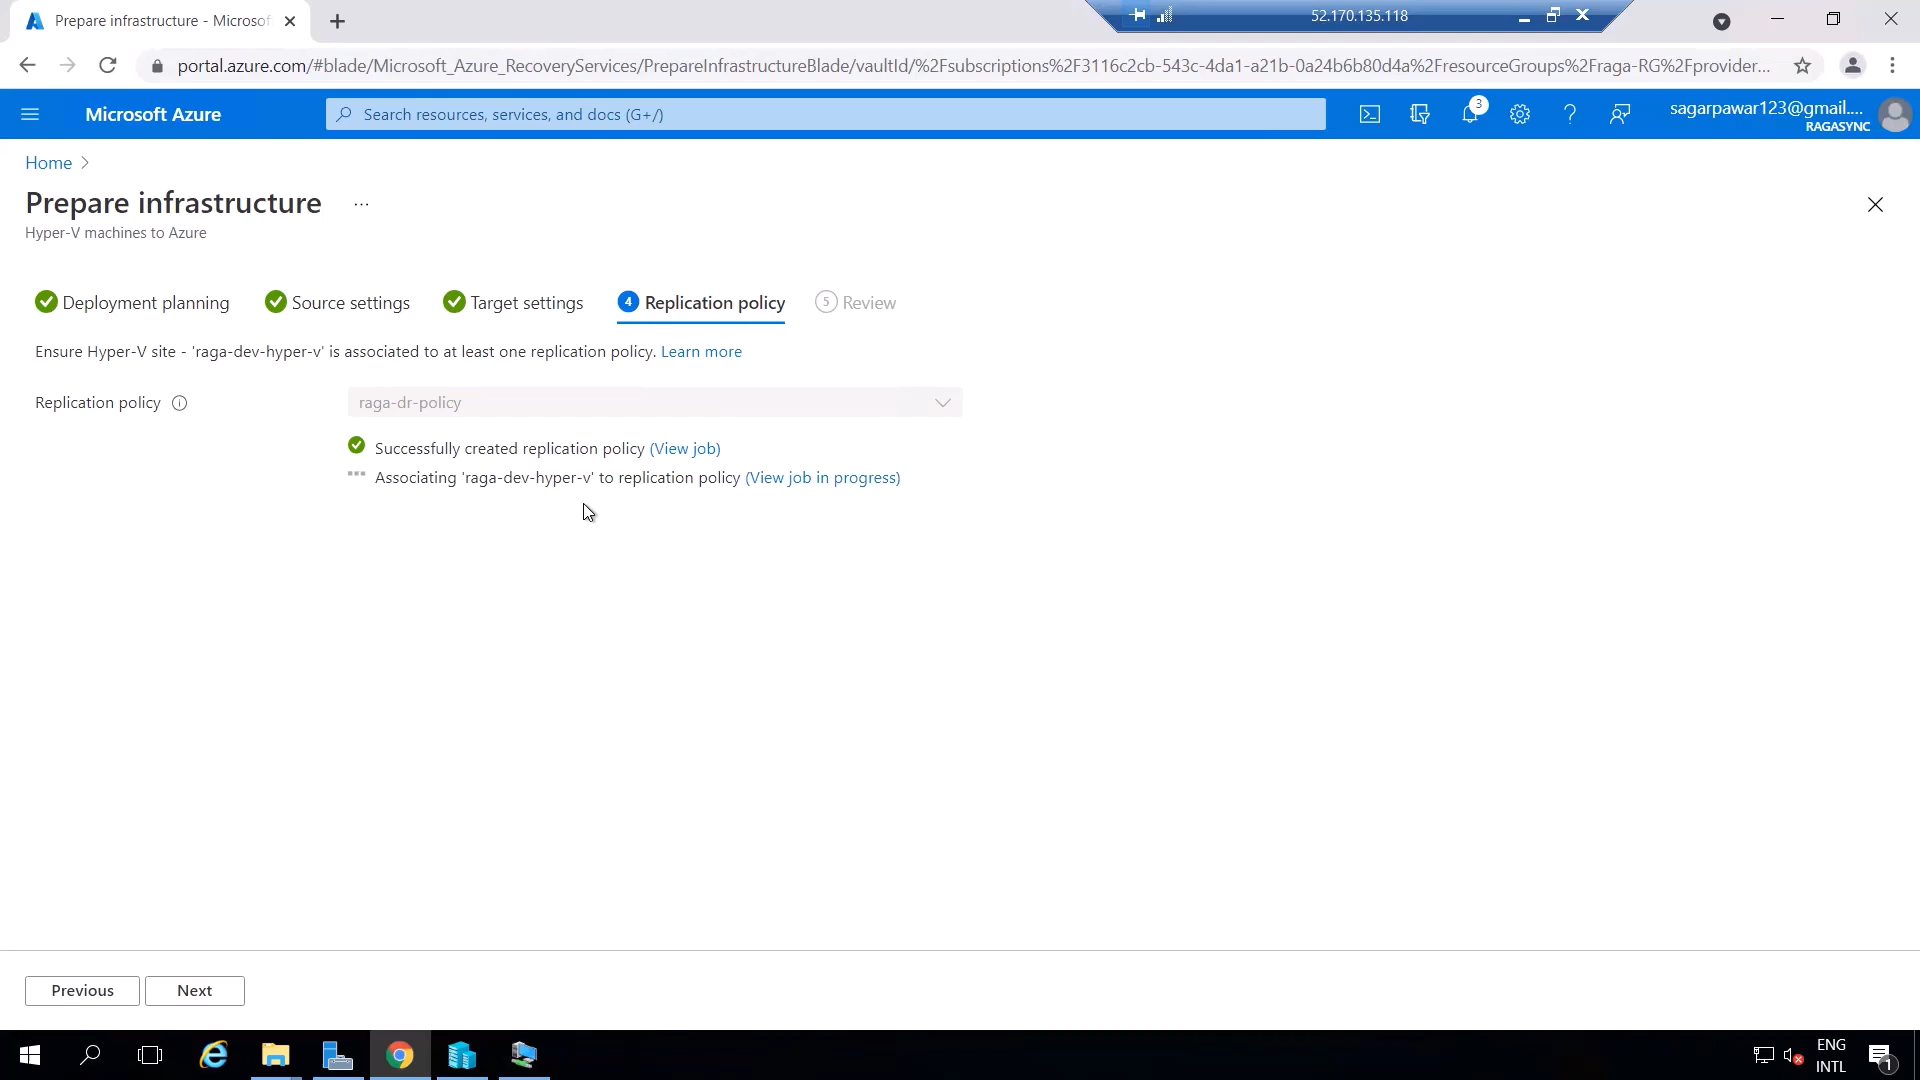 Prepare infrastructure - Microsof
52.170.135.118
portal.azure.com/#blade/Microsoft_Azure_RecoveryServices/PrepareInfrastructureBlade/vaultId/%2Fsubscriptions%2F3116c2cb-543c-4da1-a21b-0a24b6b80d4a%2FresourceGroups%2Fraga-RG%2Fprovider...
Microsoft Azure
Search resources, services, and docs (G+/)
3
sagarpawar123@gmail....
RAGASYNC
Home
Prepare infrastructure ...
Hyper-V machines to Azure
Deployment planning Source settings Target settings 4 Replication policy 5 Review
Ensure Hyper-V site - 'raga-dev-hyper-v' is associated to at least one replication policy. Learn more
Replication policy raga-dr-policy
Successfully created replication policy (View job)
Associating 'raga-dev-hyper-v' to replication policy (View job in progress)
Previous Next
ENG
INTL
1